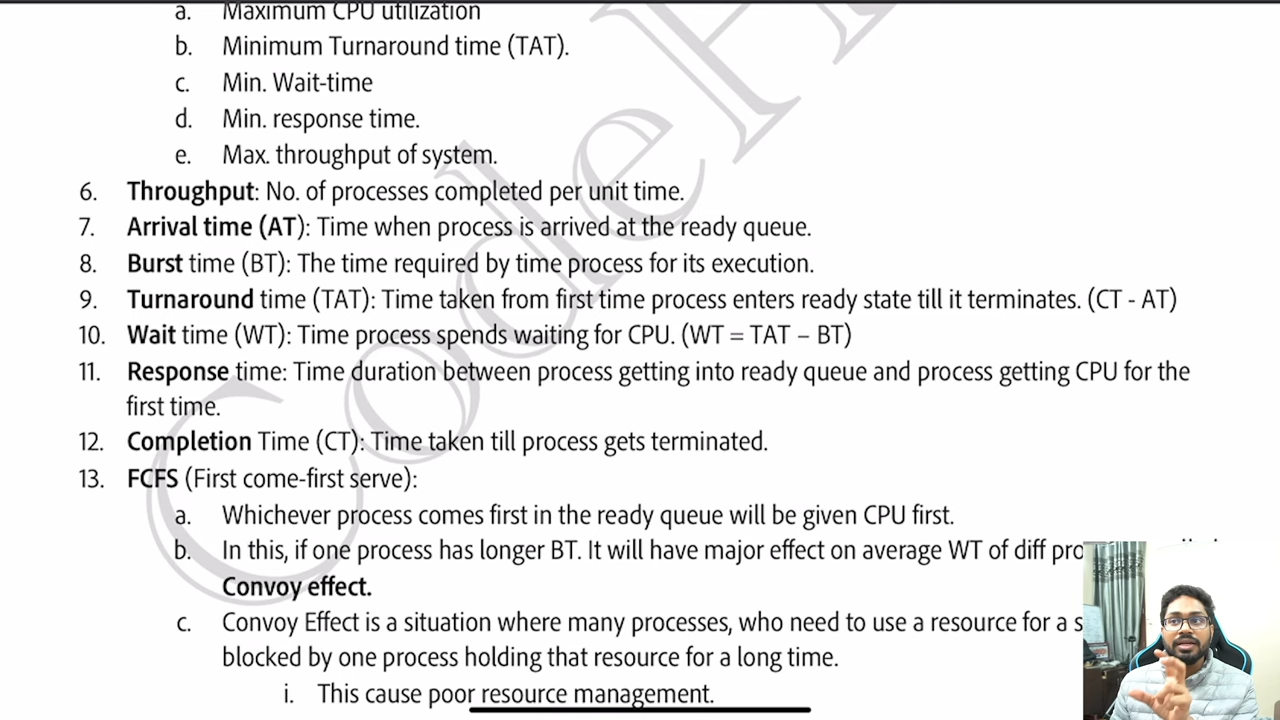 a. Maximum CPU utilization
b. Minimum Turnaround time (TAT).
c. Min. Wait-time
d. Min. response time.
e. Max. throughput of system.
6. Throughput: No. of processes completed per unit time.
7. Arrival time (AT): Time when process is arrived at the ready queue.
8. Burst time (BT): The time required by time process for its execution.
9. Turnaround time (TAT): Time taken from first time process enters ready state till it terminates. (CT - AT)
10. Wait time (WT): Time process spends waiting for CPU. (WT = TAT – BT)
11. Response time: Time duration between process getting into ready queue and process getting CPU for the
first time.
12. Completion Time (CT): Time taken till process gets terminated.
13. FCFS (First come-first serve):
a. Whichever process comes first in the ready queue will be given CPU first.
b. In this, if one process has longer BT. It will have major effect on average WT of diff
Convoy effect.
c. Convoy Effect is a situation where many processes, who need to use a resource for a
blocked by one process holding that resource for a long time.
i. This cause poor resource management.